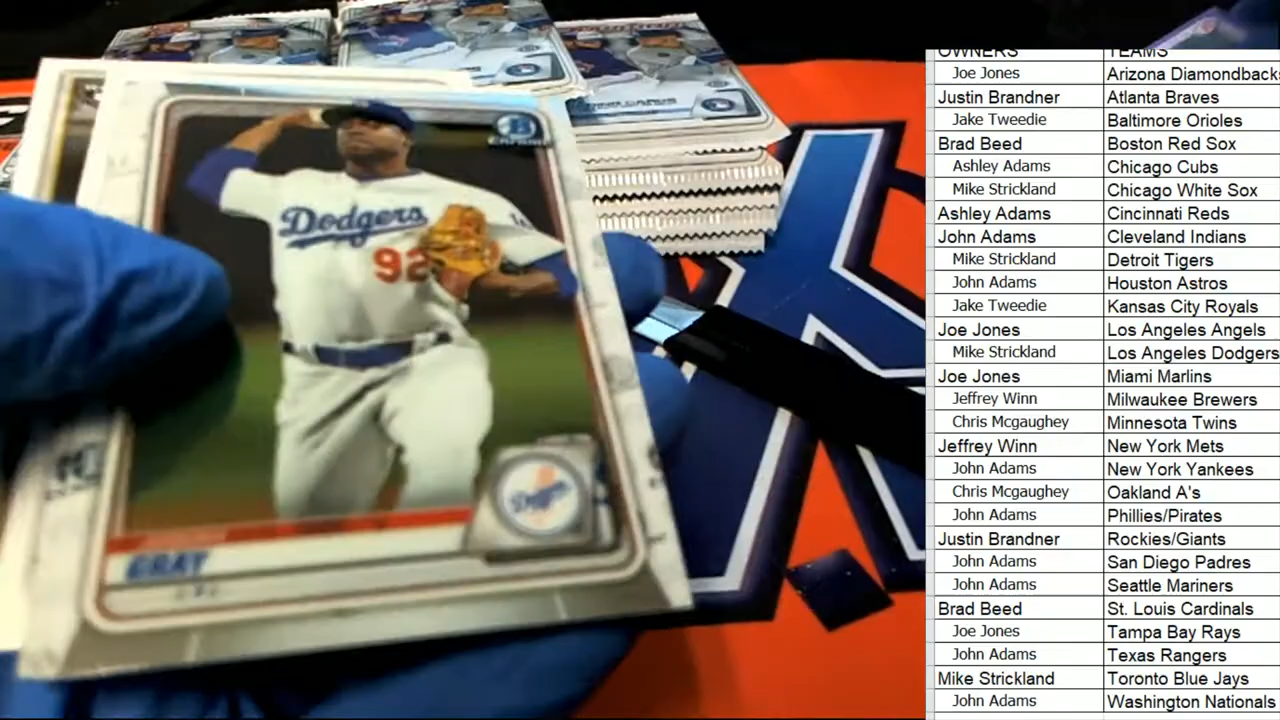 OWNERS TEAMS
Joe Jones Arizona Diamondback
Justin Brandner Atlanta Braves
Jake Tweedie Baltimore Orioles
Brad Beed Boston Red Sox
Ashley Adams Chicago Cubs
Mike Strickland Chicago White Sox
Ashley Adams Cincinnati Reds
John Adams Cleveland Indians
Mike Strickland Detroit Tigers
John Adams Houston Astros
Jake Tweedie Kansas City Royals
Joe Jones Los Angeles Angels
Mike Strickland Los Angeles Dodgers
Joe Jones Miami Marlins
Jeffrey Winn Milwaukee Brewers
Chris Mcgaughey Minnesota Twins
Jeffrey Winn New York Mets
John Adams New York Yankees
Chris Mcgaughey Oakland A's
John Adams Phillies/Pirates
Justin Brandner Rockies/Giants
John Adams San Diego Padres
John Adams Seattle Mariners
Brad Beed St. Louis Cardinals
Joe Jones Tampa Bay Rays
John Adams Texas Rangers
Mike Strickland Toronto Blue Jays
John Adams Washington Nationals
Dodgers
92
Dodgers
GRAY